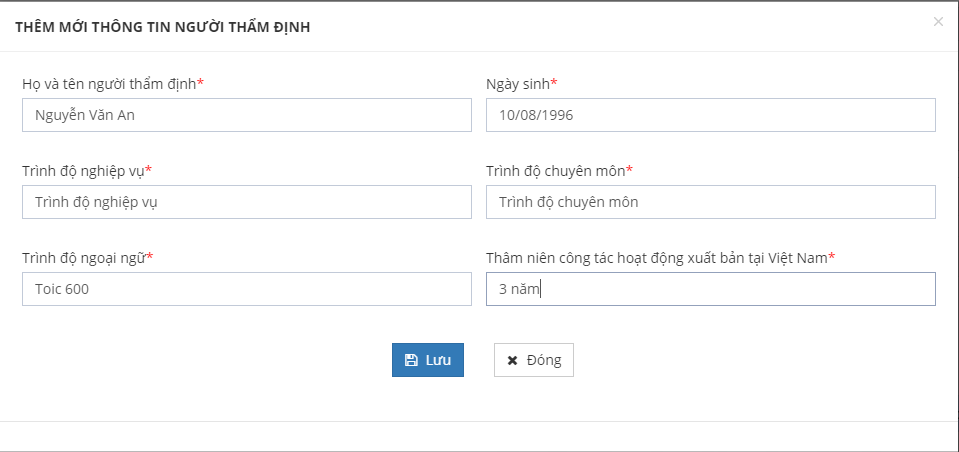 THÊM MỚI THÔNG TIN NGƯỜI THẨM ĐỊNH
×
Họ và tên người thẩm định*
Ngày sinh*
Nguyễn Văn An
10/08/1996
Trình độ nghiệp vụ*
Trình độ chuyên môn*
Trình độ nghiệp vụ
Trình độ chuyên môn
Trình độ ngoại ngữ*
Thâm niên công tác hoạt động xuất bản tại Việt Nam*
Toic 600
3 năm
Lưu
Đóng